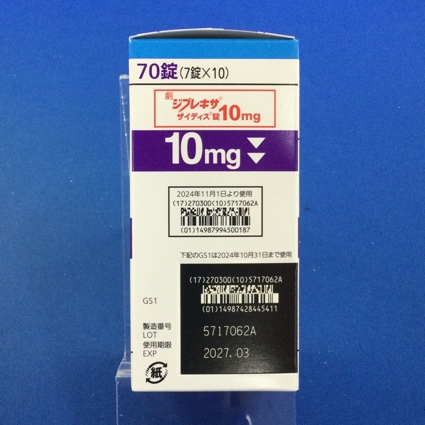 70錠(7錠×10)
劇 ジプレキサ®
ザイディス®錠10mg
10mg
2024年11月1日より使用
(17)270300(10)5717062A
(01)14987994500187
下記のGS1は2024年10月31日まで使用
(17)270300(10)5717062A
GS1
(01)14987428445411
製造番号
LOT
5717062A
使用期限
EXP
2027.03
紙